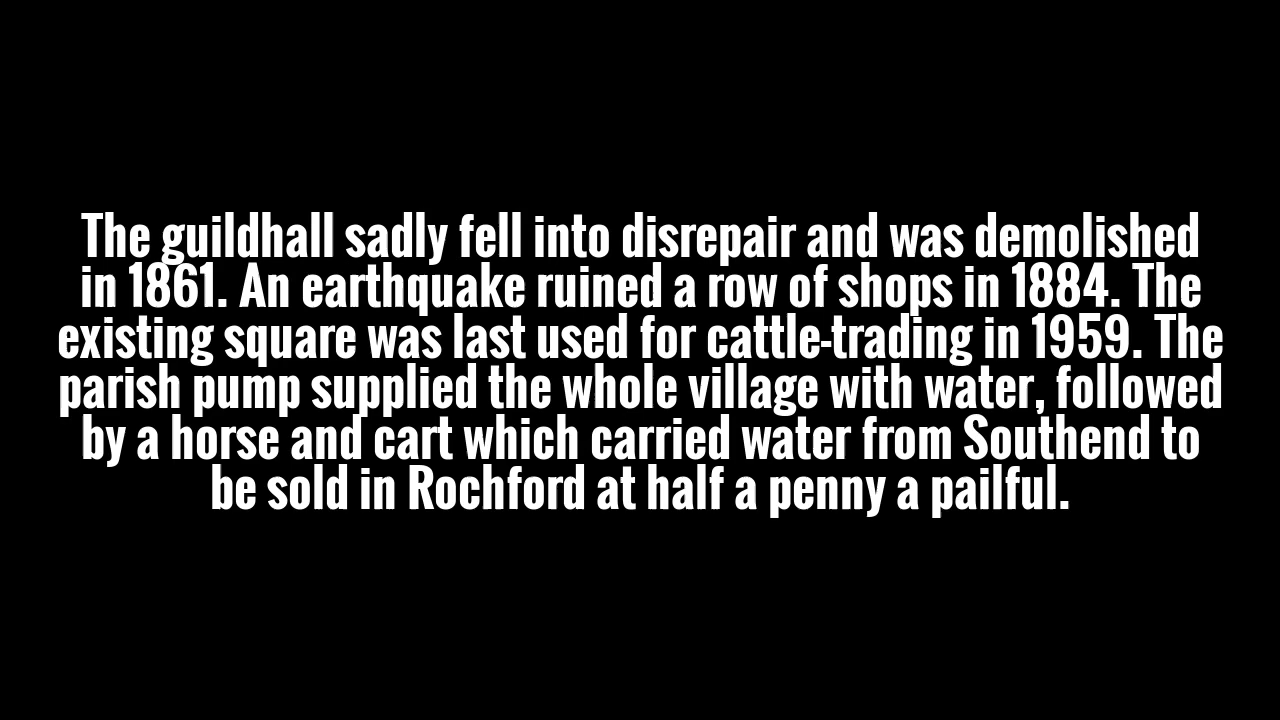 The guildhall sadly fell into disrepair and was demolished
in 1861. An earthquake ruined a row of shops in 1884. The
existing square was last used for cattle-trading in 1959. The
parish pump supplied the whole village with water, followed
by a horse and cart which carried water from Southend to
be sold in Rochford at half a penny a pailful.